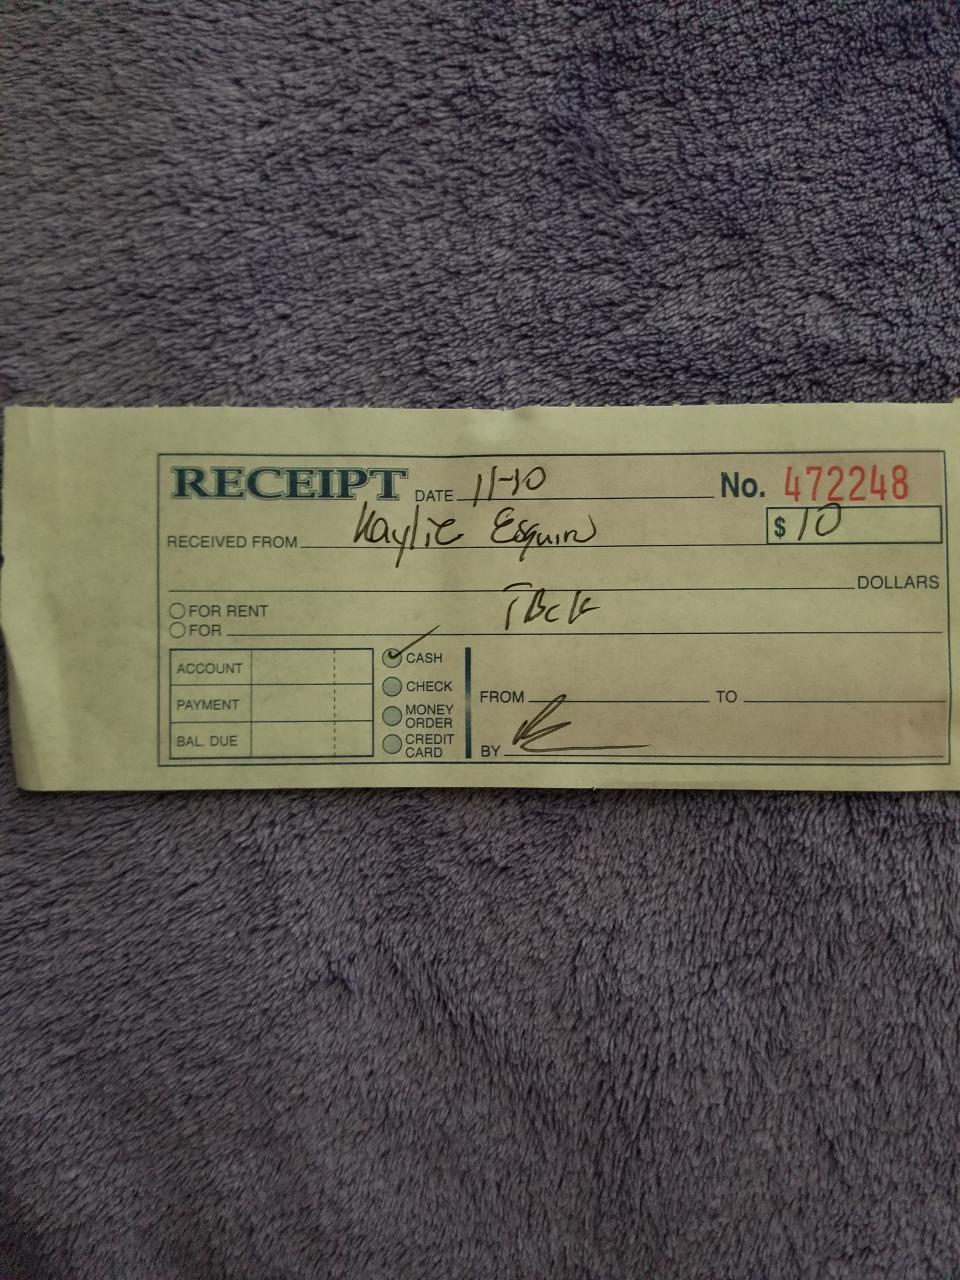 RECEIPT DATE 11-10 No. 472248
RECEIVED FROM Kaylie Esquin $ 10
DOLLARS
FOR RENT
FOR
ACCOUNT
PAYMENT
BAL. DUE
CASH
CHECK
MONEY ORDER
CREDIT CARD
FROM TO
BY